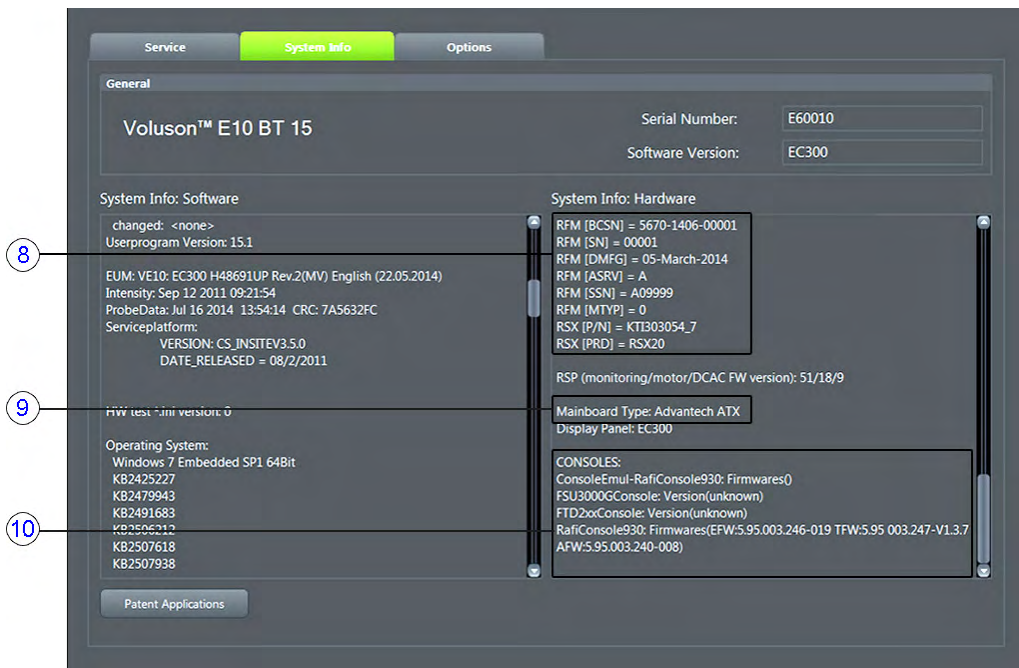 Service System Info Options
General
Voluson™ E10 BT 15
Serial Number: E60010
Software Version: EC300
System Info: Software
changed: <none>
Userprogram Version: 15.1
EUM: VE10: EC300 H48691UP Rev.2(MV) English (22.05.2014)
Intensity: Sep 12 2011 09:21:54
ProbeData: Jul 16 2014 13:54:14 CRC: 7A5632FC
Serviceplatform:
VERSION: CS_INSITEV3.5.0
DATE_RELEASED = 08/2/2011
HW test *.ini version: 0
Operating System:
Windows 7 Embedded SP1 64Bit
KB2425227
KB2479943
KB2491683
KB2506212
KB2507618
KB2507938
Patent Applications
System Info: Hardware
8
RFM [BCSN] = 5670-1406-00001
RFM [SN] = 00001
RFM [DMFG] = 05-March-2014
RFM [ASRV] = A
RFM [SSN] = A09999
RFM [MTYP] = 0
RSX [P/N] = KTI303054_7
RSX [PRD] = RSX20
RSP (monitoring/motor/DCAC FW version): 51/18/9
9
Mainboard Type: Advantech ATX
Display Panel: EC300
10
CONSOLES:
ConsoleEmul-RafiConsole930: Firmwares()
FSU3000GConsole: Version(unknown)
FTD2xxConsole: Version(unknown)
RafiConsole930: Firmwares(EFW:5.95.003.246-019 TFW:5.95 003.247-V1.3.7
AFW:5.95.003.240-008)